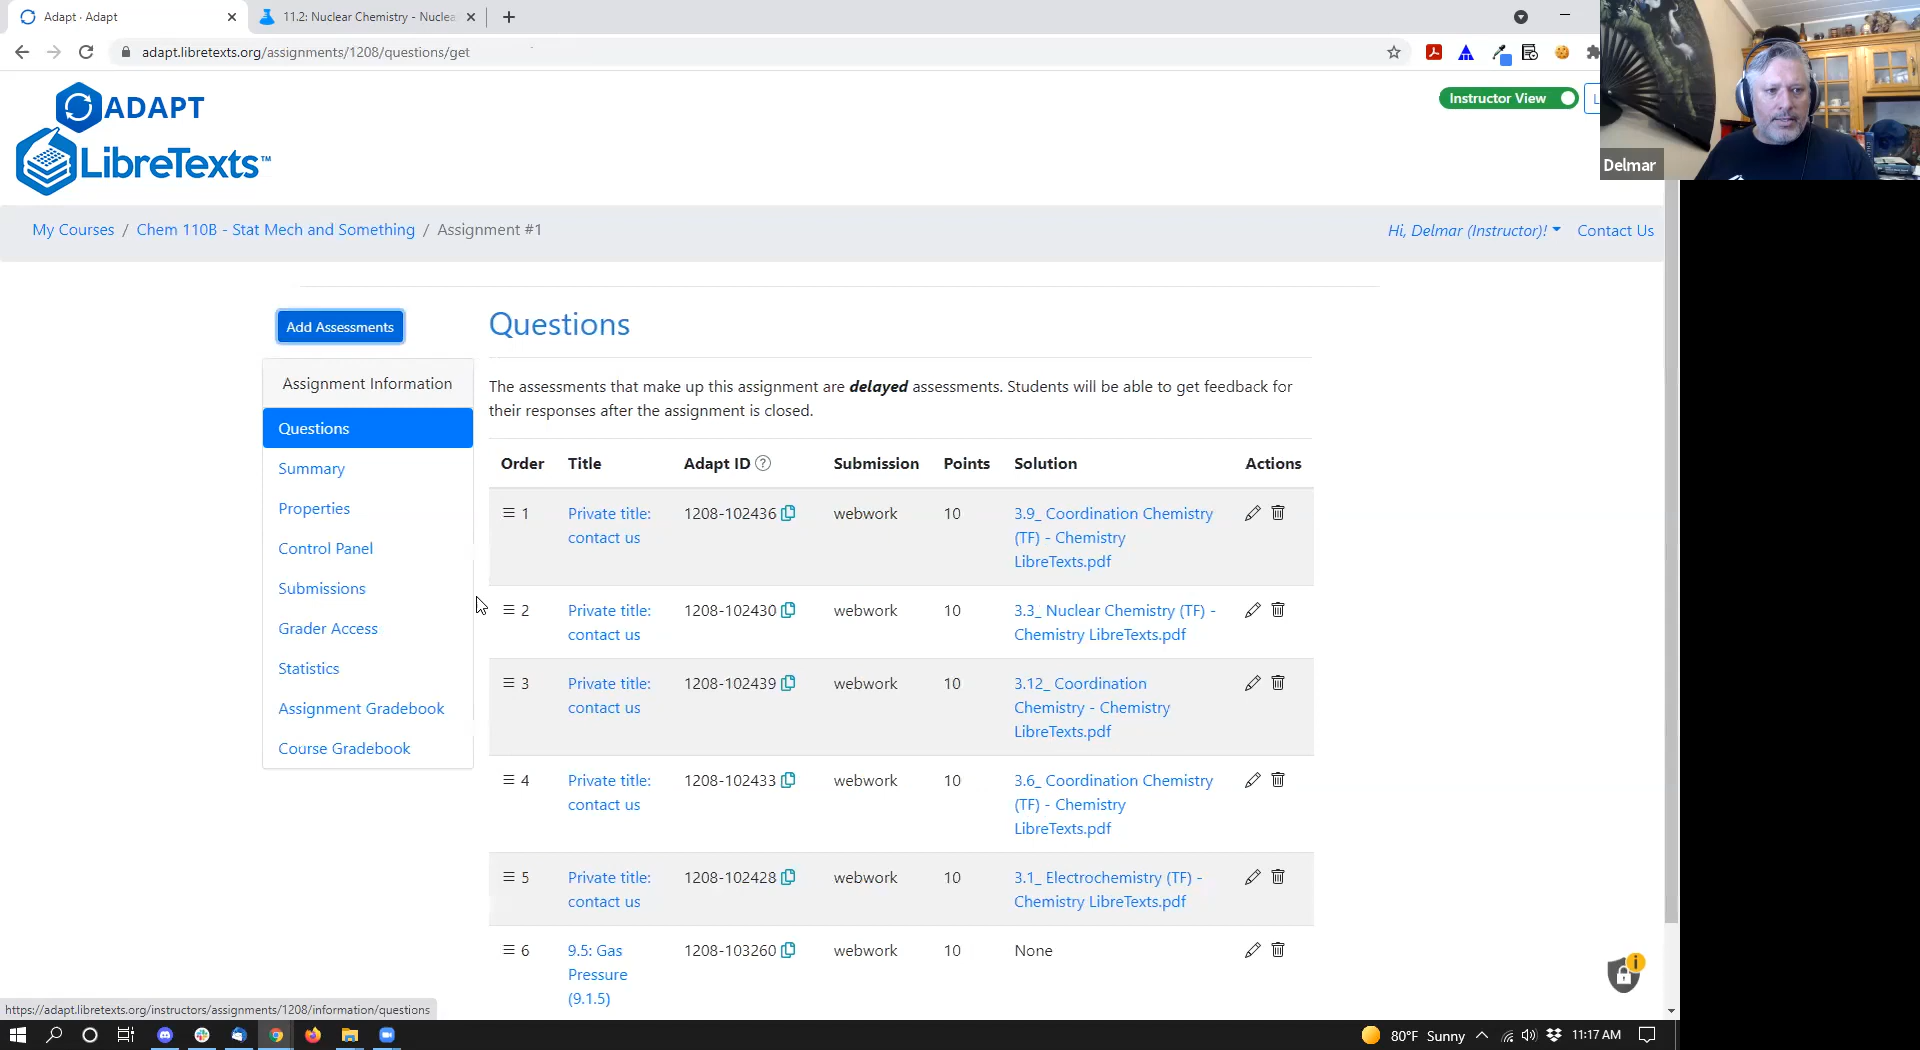 Adapt · Adapt
11.2: Nuclear Chemistry - Nuclea
adapt.libretexts.org/assignments/1208/questions/get
ADAPT
LibreTexts™
Instructor View
L
Delmar
My Courses / Chem 110B - Stat Mech and Something / Assignment #1
Hi, Delmar (Instructor)!
Contact Us
Add Assessments
Assignment Information
Questions
Summary
Properties
Control Panel
Submissions
Grader Access
Statistics
Assignment Gradebook
Course Gradebook
Questions
The assessments that make up this assignment are delayed assessments. Students will be able to get feedback for
their responses after the assignment is closed.
Order Title Adapt ID ? Submission Points Solution Actions
1 Private title: 1208-102436 webwork 10 3.9_ Coordination Chemistry
contact us (TF) - Chemistry
LibreTexts.pdf
2 Private title: 1208-102430 webwork 10 3.3_ Nuclear Chemistry (TF) -
contact us Chemistry LibreTexts.pdf
3 Private title: 1208-102439 webwork 10 3.12_ Coordination
contact us Chemistry - Chemistry
LibreTexts.pdf
4 Private title: 1208-102433 webwork 10 3.6_ Coordination Chemistry
contact us (TF) - Chemistry
LibreTexts.pdf
5 Private title: 1208-102428 webwork 10 3.1_ Electrochemistry (TF) -
contact us Chemistry LibreTexts.pdf
6 9.5: Gas 1208-103260 webwork 10 None
Pressure
(9.1.5)
https://adapt.libretexts.org/instructors/assignments/1208/information/questions
80°F Sunny
11:17 AM